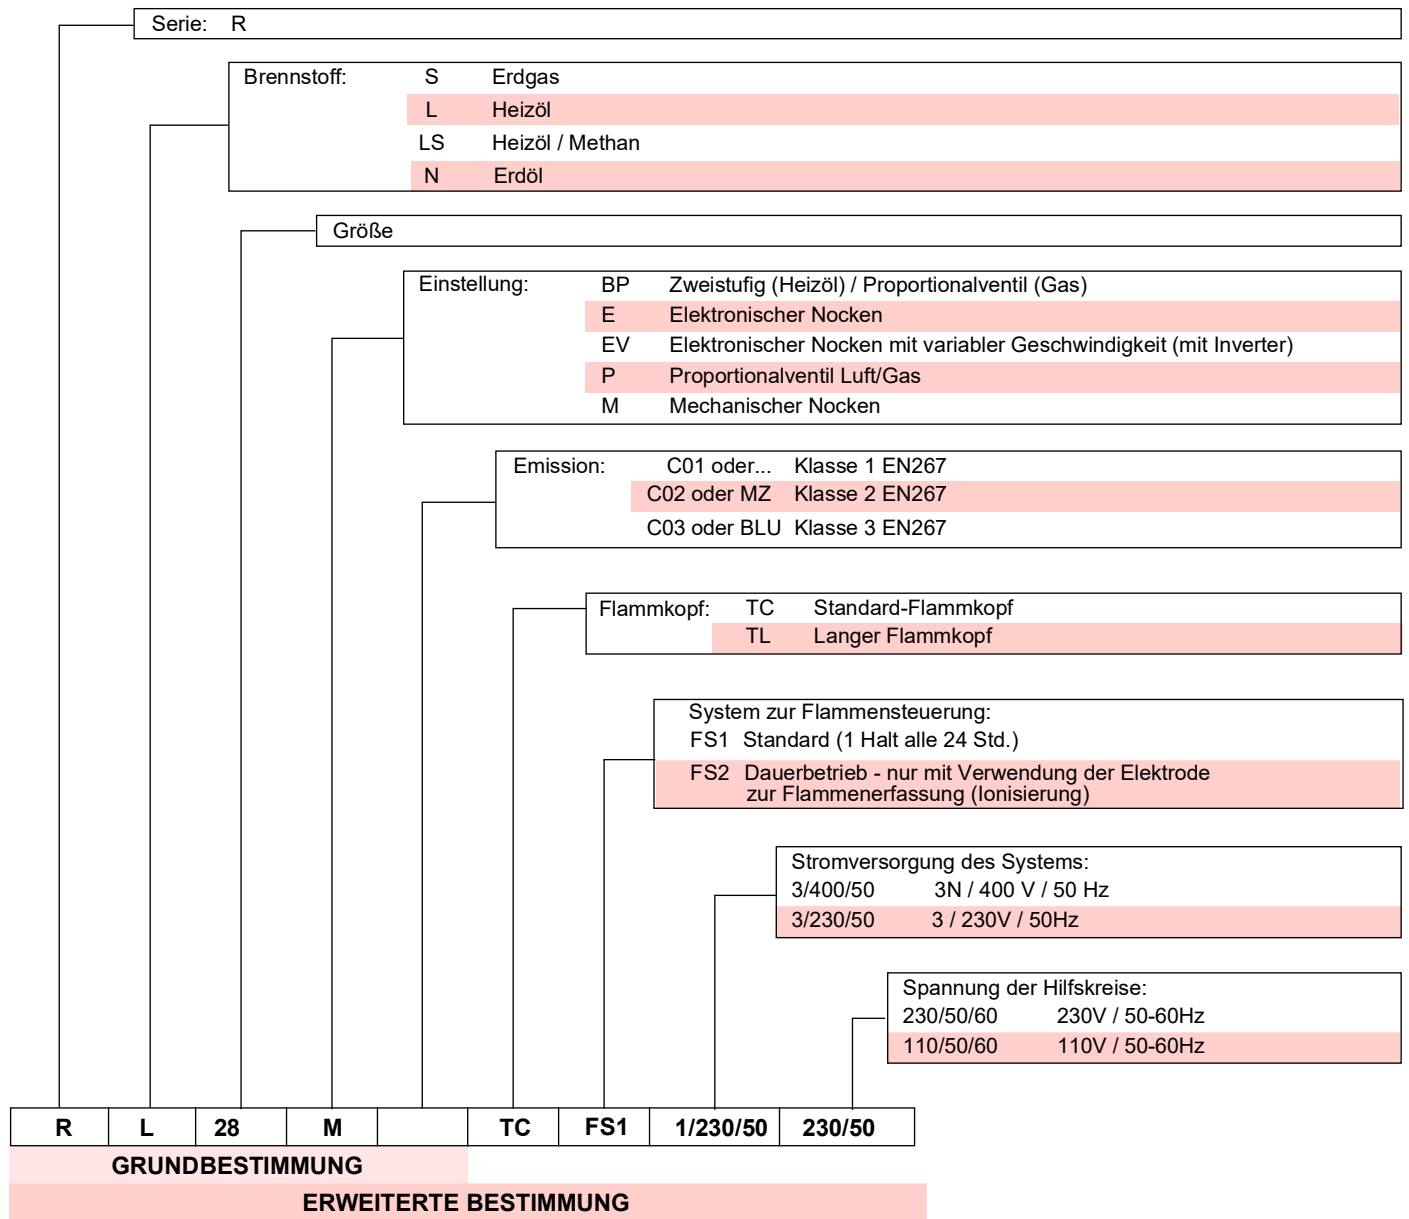 Serie: R
Brennstoff: S Erdgas
L Heizöl
LS Heizöl / Methan
N Erdöl
Größe
Einstellung: BP Zweistufig (Heizöl) / Proportionalventil (Gas)
E Elektronischer Nocken
EV Elektronischer Nocken mit variabler Geschwindigkeit (mit Inverter)
P Proportionalventil Luft/Gas
M Mechanischer Nocken
Emission: C01 oder... Klasse 1 EN267
C02 oder MZ Klasse 2 EN267
C03 oder BLU Klasse 3 EN267
Flammkopf: TC Standard-Flammkopf
TL Langer Flammkopf
System zur Flammensteuerung:
FS1 Standard (1 Halt alle 24 Std.)
FS2 Dauerbetrieb - nur mit Verwendung der Elektrode
zur Flammenerfassung (Ionisierung)
Stromversorgung des Systems:
3/400/50 3N / 400 V / 50 Hz
3/230/50 3 / 230V / 50Hz
Spannung der Hilfskreise:
230/50/60 230V / 50-60Hz
110/50/60 110V / 50-60Hz
R L 28 M TC FS1 1/230/50 230/50
GRUNDBESTIMMUNG
ERWEITERTE BESTIMMUNG